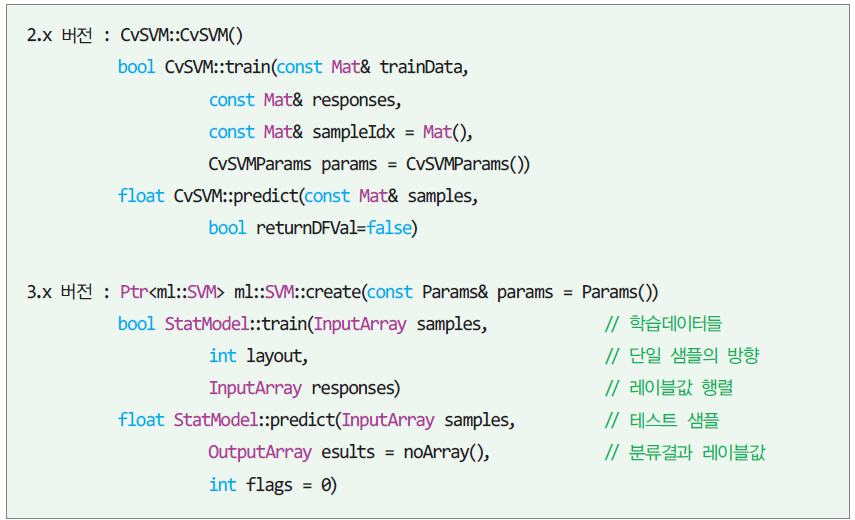 2.x 버전 : CvSVM::CvSVM()
bool CvSVM::train(const Mat& trainData,
const Mat& responses,
const Mat& sampleIdx = Mat(),
CvSVMParams params = CvSVMParams())
float CvSVM::predict(const Mat& samples,
bool returnDFVal=false)
3.x 버전 : Ptr<ml::SVM> ml::SVM::create(const Params& params = Params())
bool StatModel::train(InputArray samples, // 학습데이터들
int layout, // 단일 샘플의 방향
InputArray responses) // 레이블값 행렬
float StatModel::predict(InputArray samples, // 테스트 샘플
OutputArray esults = noArray(), // 분류결과 레이블값
int flags = 0)